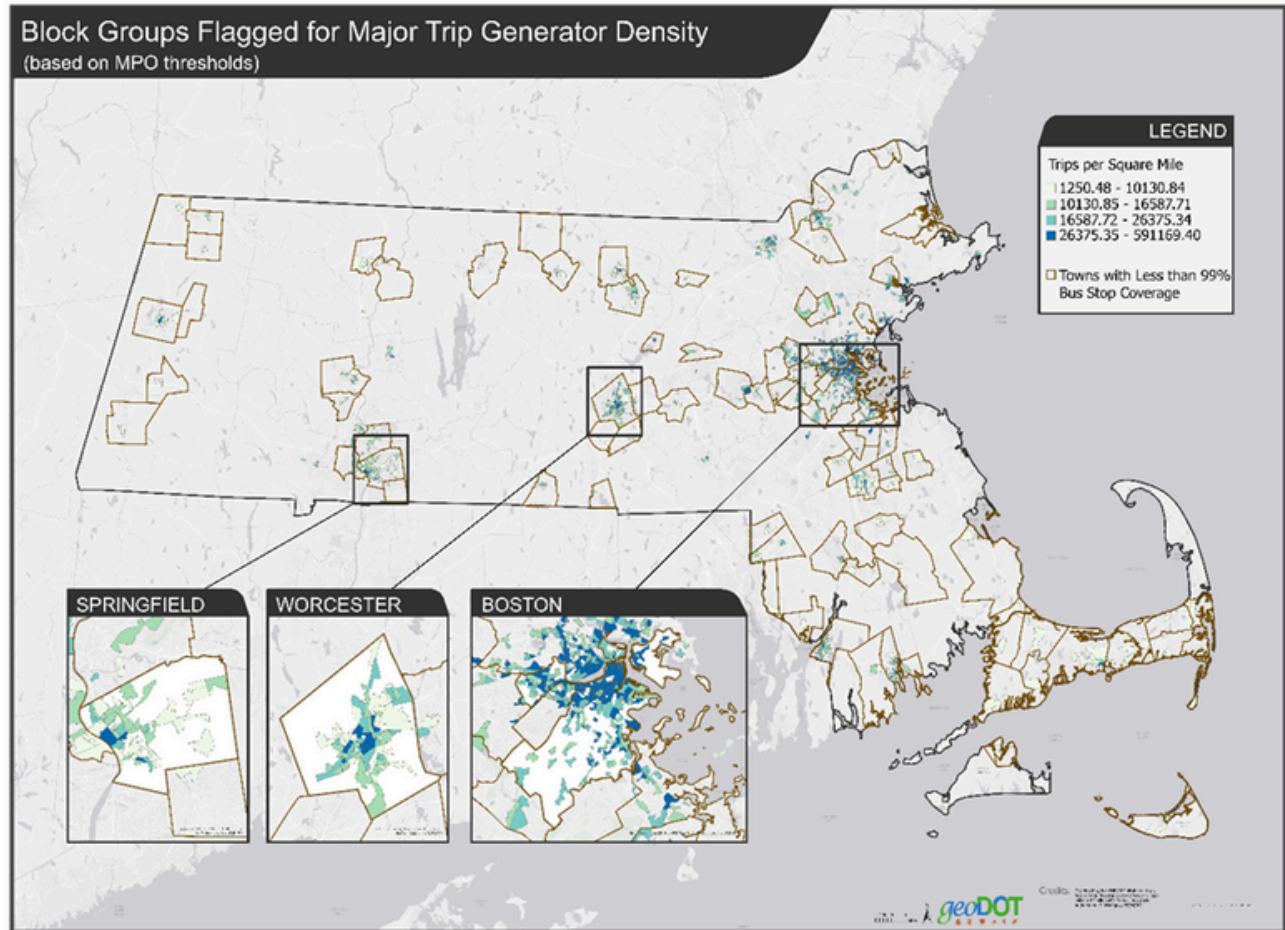 Block Groups Flagged for Major Trip Generator Density
(based on MPO thresholds)
LEGEND
Trips per Square Mile
1250.48 - 10130.84
10130.85 - 16587.71
16587.72 - 26375.34
26375.35 - 591169.40
Towns with Less than 99%
Bus Stop Coverage
SPRINGFIELD
WORCESTER
BOSTON
Credits:
geoDOT